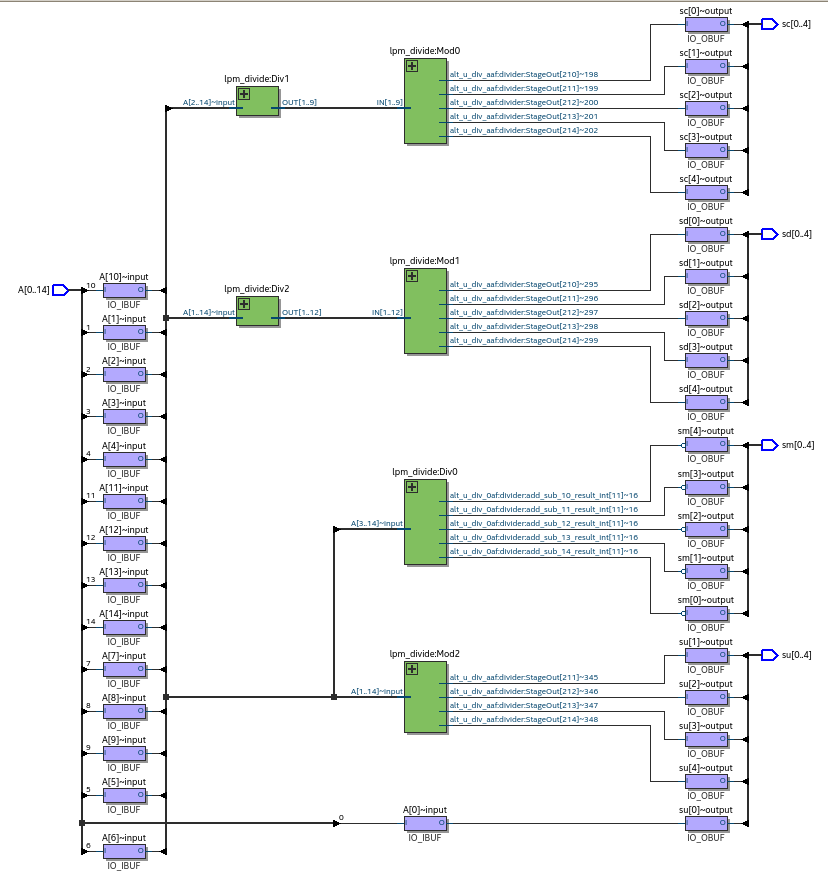 sc[0]~output
sc[0..4]
IO_OBUF
lpm_divide:Mod0
sc[1]~output
alt_u_div_aaf:divider:StageOut[210]~198
IO_OBUF
lpm_divide:Div1
alt_u_div_aaf:divider:StageOut[211]~199
sc[2]~output
A[2..14]~input
OUT[1..9]
IN[1..9]
alt_u_div_aaf:divider:StageOut[212]~200
IO_OBUF
alt_u_div_aaf:divider:StageOut[213]~201
sc[3]~output
alt_u_div_aaf:divider:StageOut[214]~202
IO_OBUF
sc[4]~output
IO_OBUF
sd[0]~output
sd[0..4]
IO_OBUF
lpm_divide:Mod1
sd[1]~output
alt_u_div_aaf:divider:StageOut[210]~295
IO_OBUF
lpm_divide:Div2
alt_u_div_aaf:divider:StageOut[211]~296
sd[2]~output
A[1..14]~input
OUT[1..12]
IN[1..12]
alt_u_div_aaf:divider:StageOut[212]~297
IO_OBUF
alt_u_div_aaf:divider:StageOut[213]~298
sd[3]~output
alt_u_div_aaf:divider:StageOut[214]~299
IO_OBUF
sd[4]~output
IO_OBUF
A[0..14]
10
A[10]~input
IO_IBUF
1
A[1]~input
IO_IBUF
2
A[2]~input
IO_IBUF
3
A[3]~input
IO_IBUF
4
A[4]~input
IO_IBUF
11
A[11]~input
IO_IBUF
12
A[12]~input
IO_IBUF
13
A[13]~input
IO_IBUF
14
A[14]~input
IO_IBUF
7
A[7]~input
IO_IBUF
8
A[8]~input
IO_IBUF
9
A[9]~input
IO_IBUF
5
A[5]~input
IO_IBUF
6
A[6]~input
IO_IBUF
sm[4]~output
sm[0..4]
IO_OBUF
lpm_divide:Div0
sm[3]~output
alt_u_div_0af:divider:add_sub_10_result_int[11]~16
IO_OBUF
alt_u_div_0af:divider:add_sub_11_result_int[11]~16
sm[2]~output
A[3..14]~input
alt_u_div_0af:divider:add_sub_12_result_int[11]~16
IO_OBUF
alt_u_div_0af:divider:add_sub_13_result_int[11]~16
sm[1]~output
alt_u_div_0af:divider:add_sub_14_result_int[11]~16
IO_OBUF
sm[0]~output
IO_OBUF
su[1]~output
su[0..4]
IO_OBUF
lpm_divide:Mod2
alt_u_div_aaf:divider:StageOut[211]~345
su[2]~output
A[1..14]~input
alt_u_div_aaf:divider:StageOut[212]~346
IO_OBUF
alt_u_div_aaf:divider:StageOut[213]~347
su[3]~output
alt_u_div_aaf:divider:StageOut[214]~348
IO_OBUF
su[4]~output
IO_OBUF
0
A[0]~input
IO_IBUF
su[0]~output
IO_OBUF